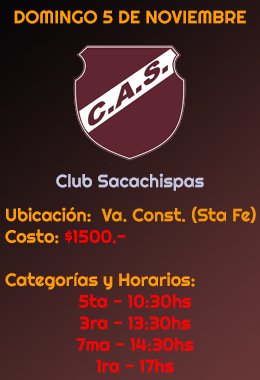 DOMINGO 5 DE NOVIEMBRE
C.A.S.
Club Sacachispas
Ubicación: Va. Const. (Sta Fe)
Costo: $1500.-
Categorías y Horarios:
5ta - 10:30hs
3ra - 13:30hs
7ma - 14:30hs
1ra - 17hs